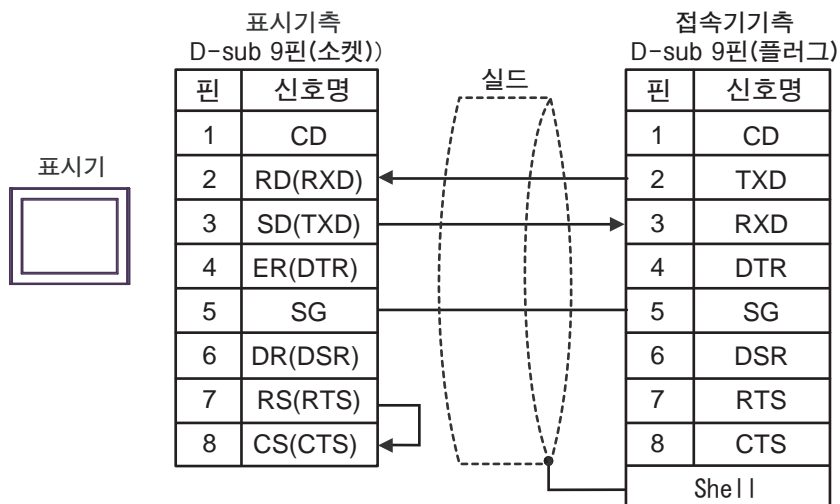 표시기측
D-sub 9핀(소켓))
접속기기측
D-sub 9핀(플러그)
실드
표시기
핀 신호명
1 CD
2 RD(RXD)
3 SD(TXD)
4 ER(DTR)
5 SG
6 DR(DSR)
7 RS(RTS)
8 CS(CTS)
핀 신호명
1 CD
2 TXD
3 RXD
4 DTR
5 SG
6 DSR
7 RTS
8 CTS
Shell